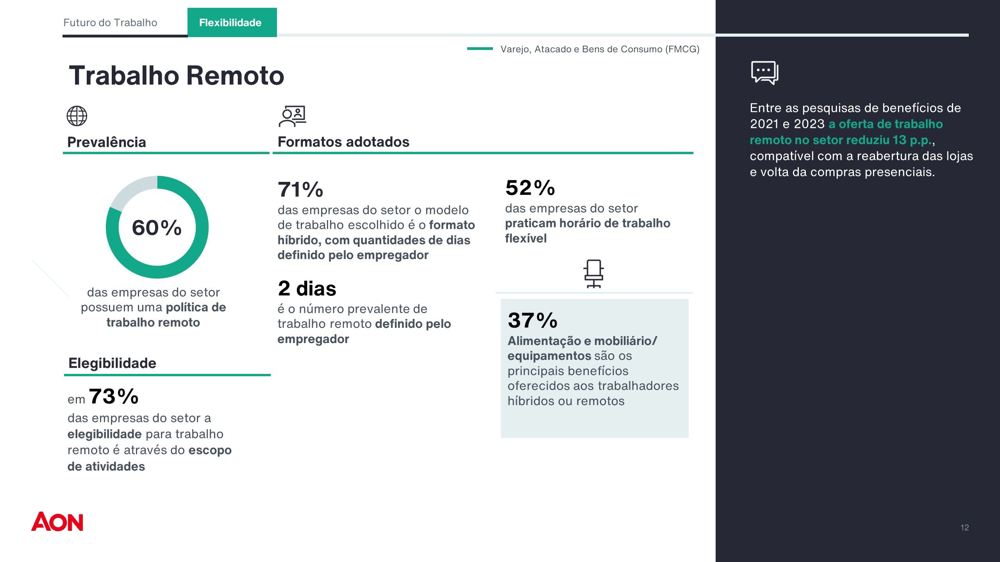 Futuro do Trabalho
Flexibilidade
Varejo, Atacado e Bens de Consumo (FMCG)
Trabalho Remoto
Prevalência
60%
das empresas do setor
possuem uma política de
trabalho remoto
Elegibilidade
em 73%
das empresas do setor a
elegibilidade para trabalho
remoto é através do escopo
de atividades
Formatos adotados
71%
das empresas do setor o modelo
de trabalho escolhido é o formato
híbrido, com quantidades de dias
definido pelo empregador
2 dias
é o número prevalente de
trabalho remoto definido pelo
empregador
52%
das empresas do setor
praticam horário de trabalho
flexível
37%
Alimentação e mobiliário/
equipamentos são os
principais benefícios
oferecidos aos trabalhadores
híbridos ou remotos
Entre as pesquisas de benefícios de
2021 e 2023 a oferta de trabalho
remoto no setor reduziu 13 p.p.,
compatível com a reabertura das lojas
e volta da compras presenciais.
AON
12